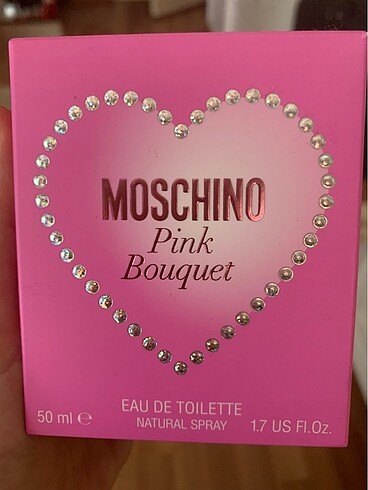 MOSCHINO
Pink
Bouquet
EAU DE TOILETTE
50 ml ℮ NATURAL SPRAY 1.7 US Fl.Oz.